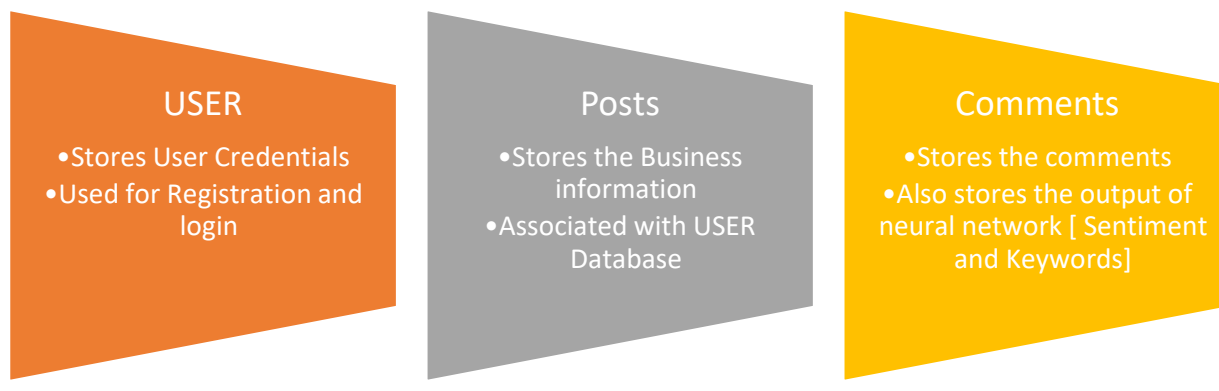 USER
•Stores User Credentials
•Used for Registration and
login
Posts
•Stores the Business
information
•Associated with USER
Database
Comments
•Stores the comments
•Also stores the output of
neural network [ Sentiment
and Keywords]